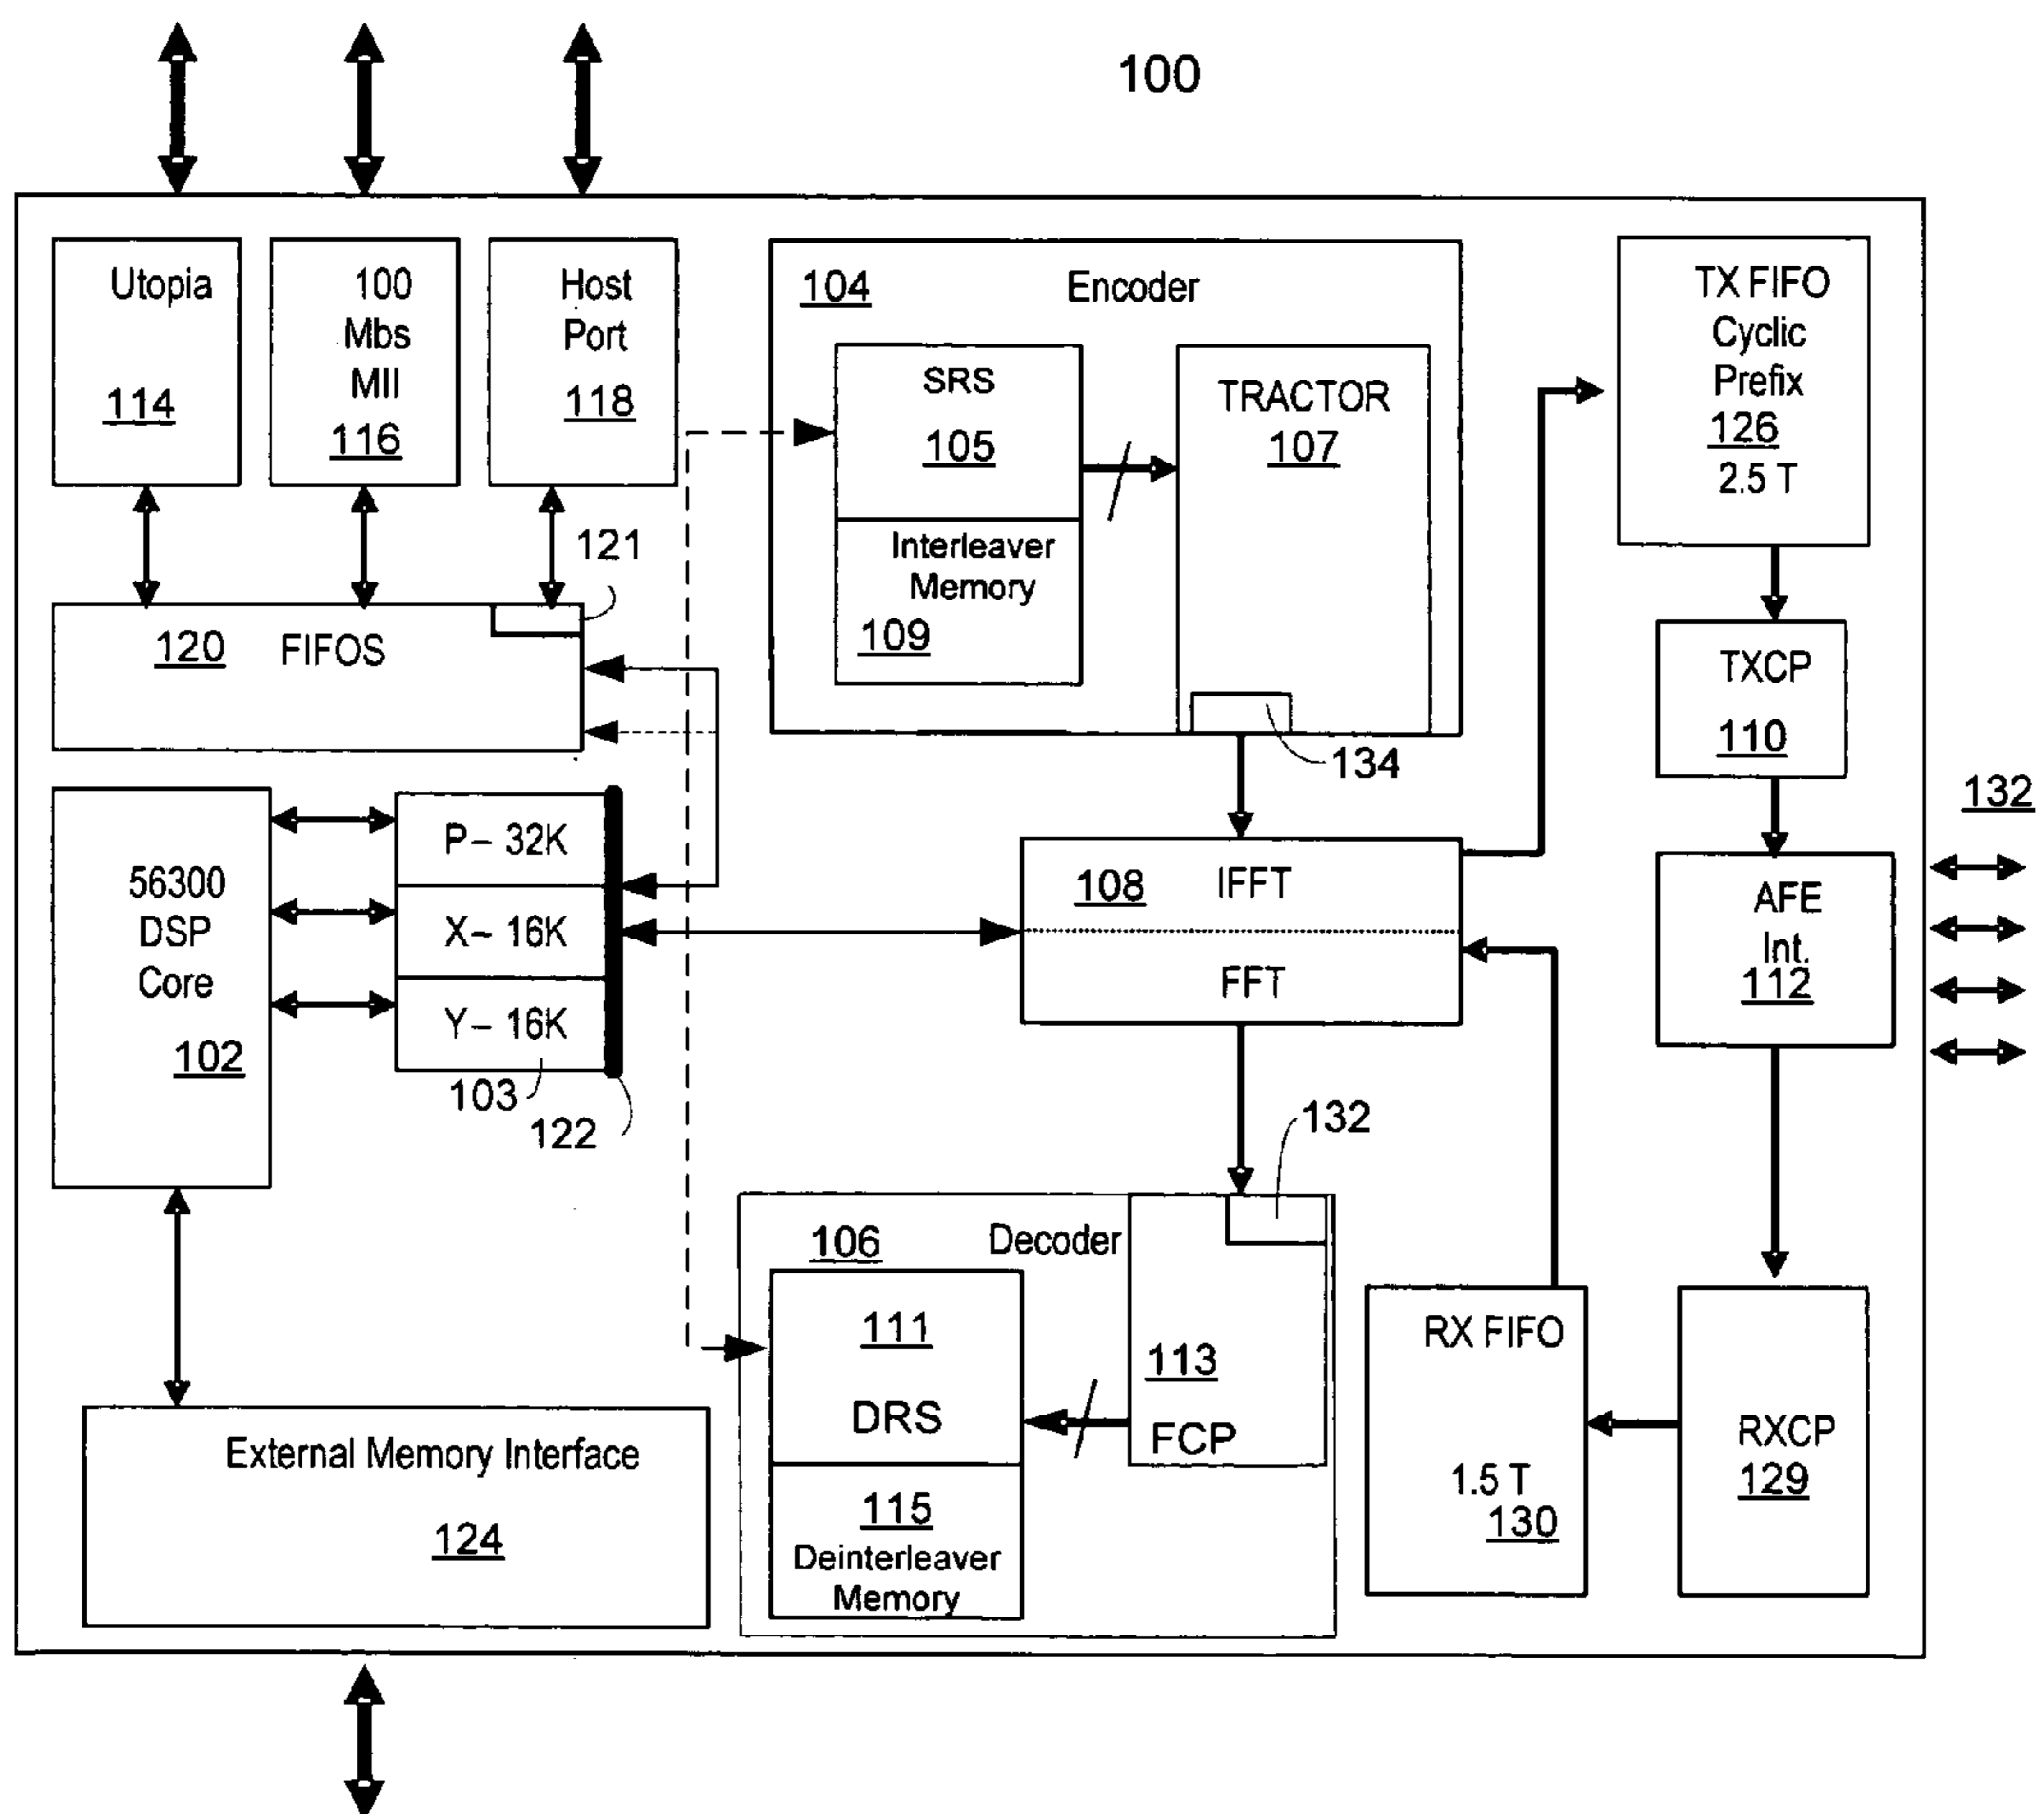 100
Utopia
114
100
Mbs
MII
116
Host
Port
118
121
120 FIFOS
104 Encoder
SRS
105
Interleaver
Memory
109
TRACTOR
107
134
TX FIFO
Cyclic
Prefix
126
2.5 T
TXCP
110
AFE
Int.
112
132
56300
DSP
Core
102
P– 32K
X– 16K
Y– 16K
103
122
108 IFFT
FFT
132
106 Decoder
111
DRS
113
FCP
115
Deinterleaver
Memory
RX FIFO
1.5 T
130
RXCP
129
External Memory Interface
124